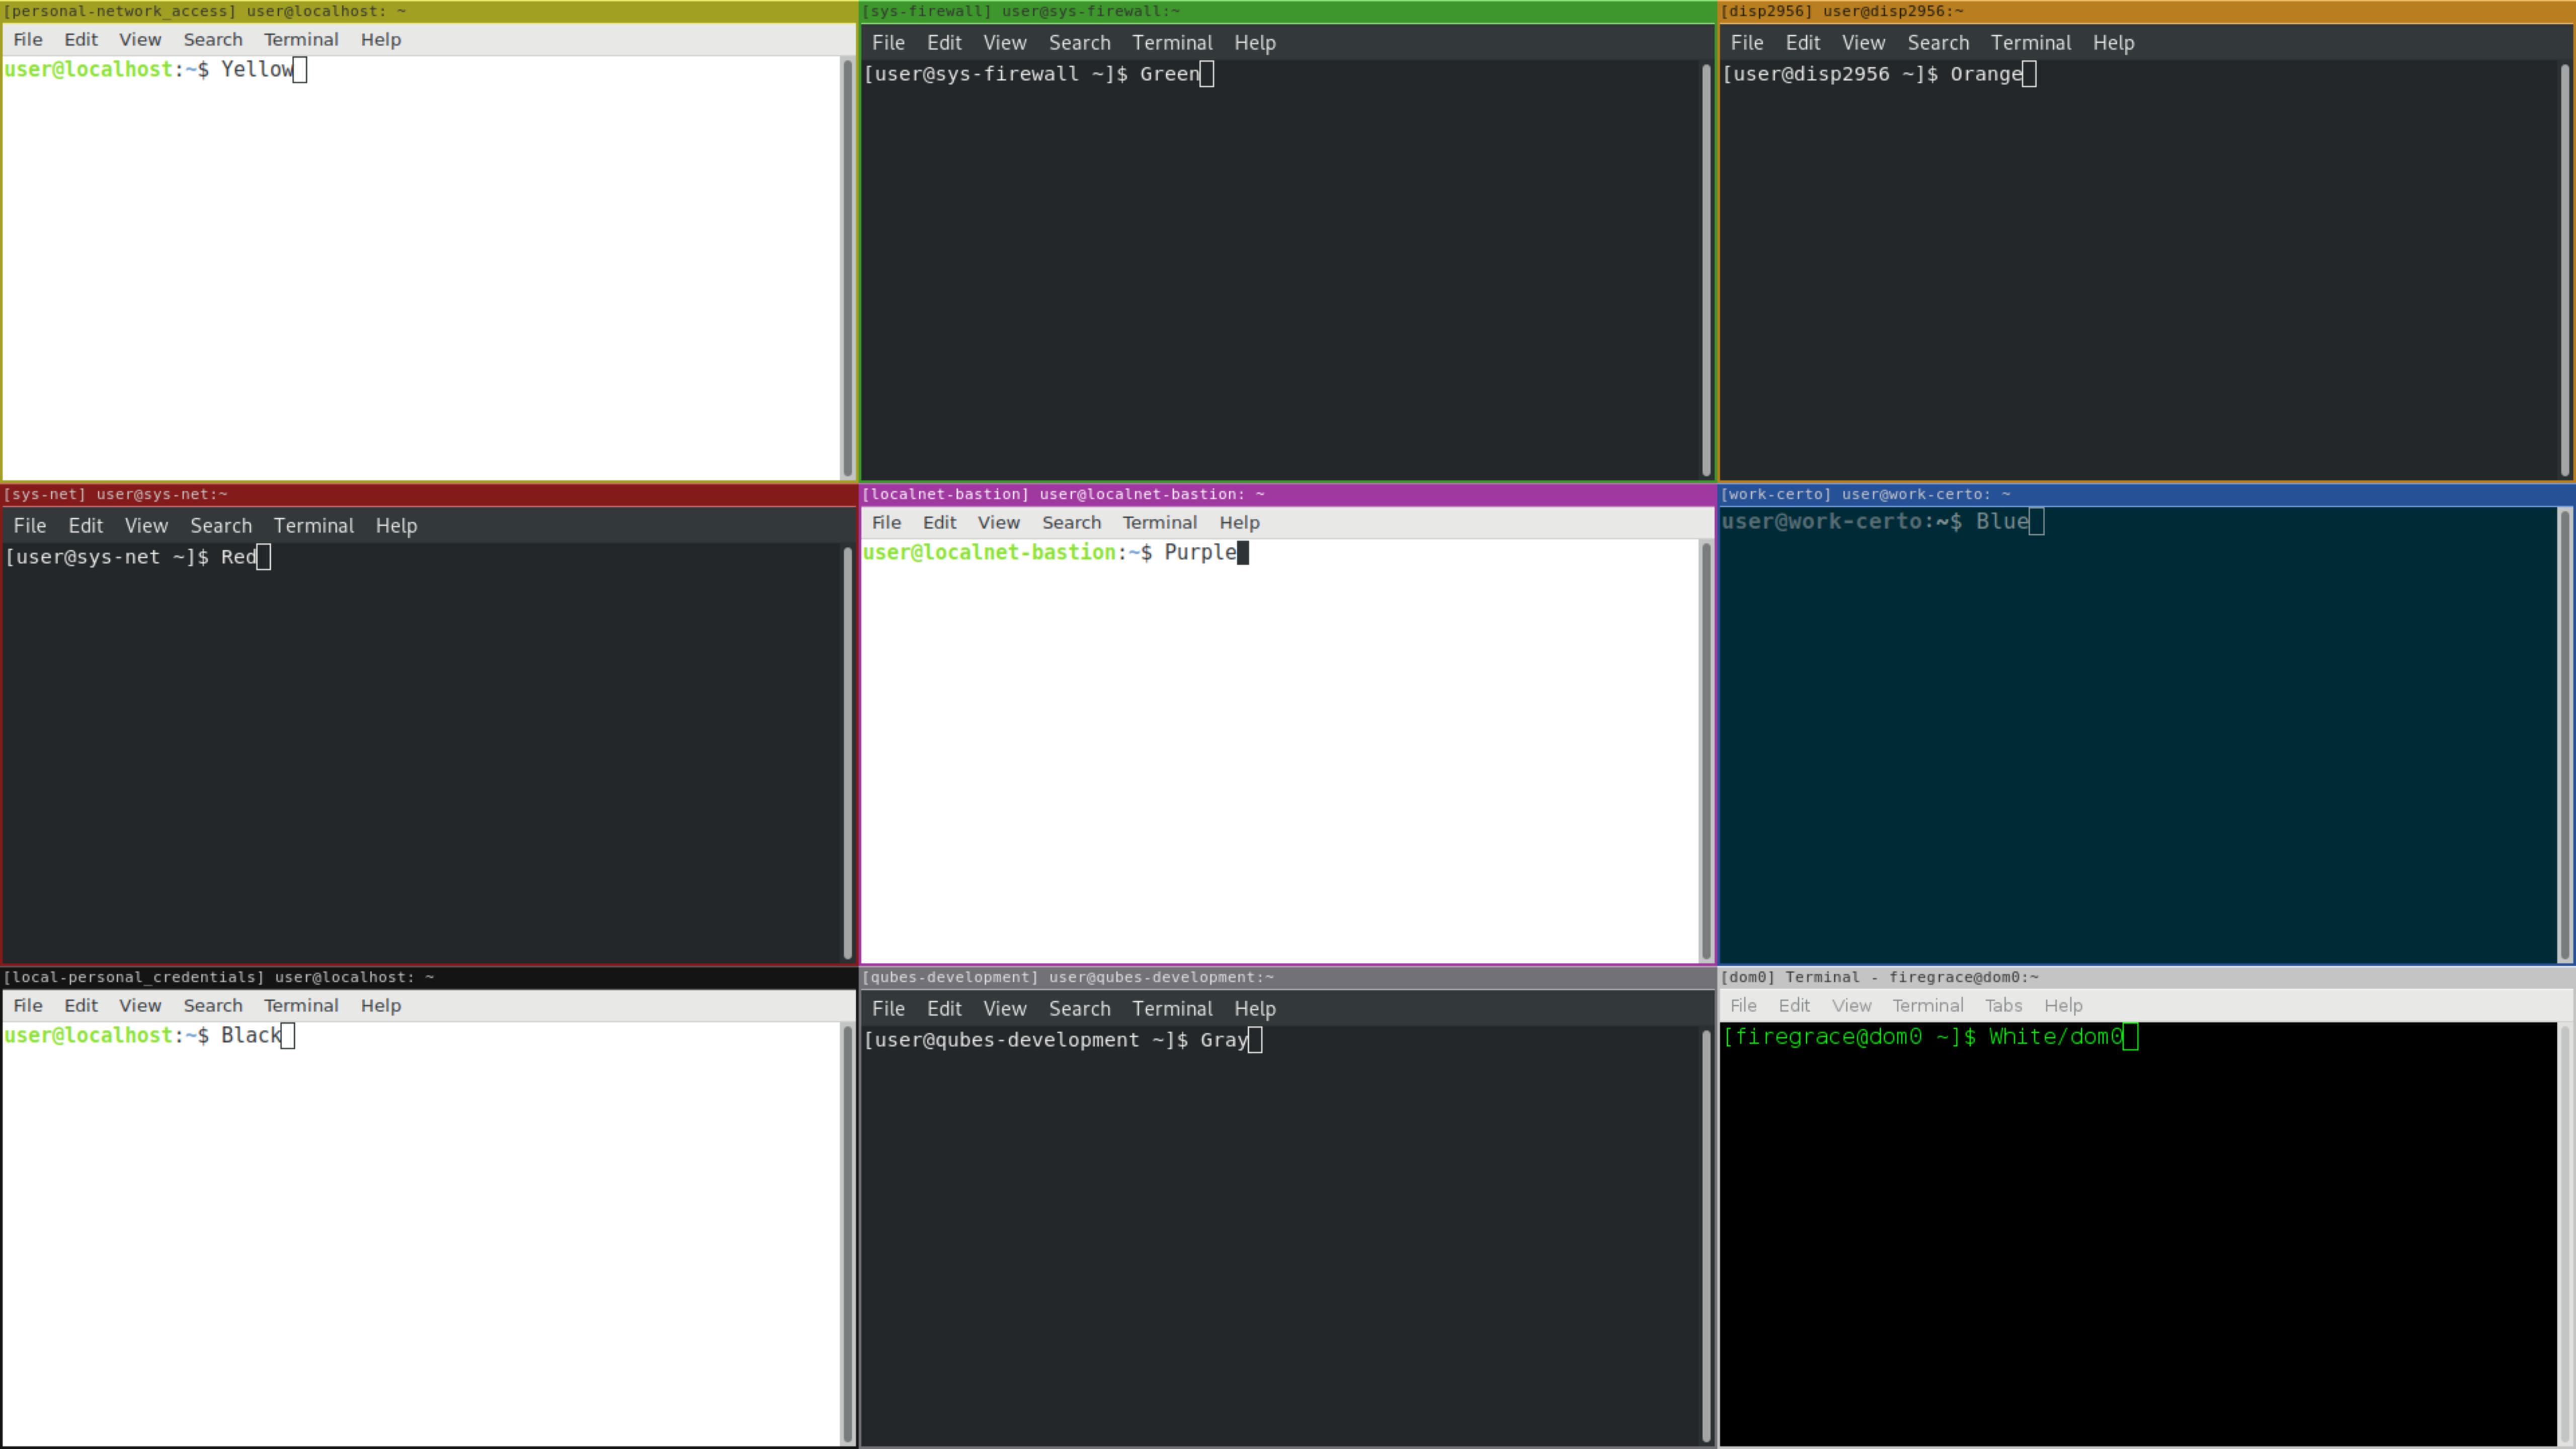 [personal-network_access] user@localhost: ~
File Edit View Search Terminal Help
user@localhost:~$ Yellow
[sys-firewall] user@sys-firewall:~
File Edit View Search Terminal Help
[user@sys-firewall ~]$ Green
[disp2956] user@disp2956:~
File Edit View Search Terminal Help
[user@disp2956 ~]$ Orange
[sys-net] user@sys-net:~
File Edit View Search Terminal Help
[user@sys-net ~]$ Red
[localnet-bastion] user@localnet-bastion: ~
File Edit View Search Terminal Help
user@localnet-bastion:~$ Purple
[work-certo] user@work-certo: ~
user@work-certo:~$ Blue
[local-personal_credentials] user@localhost: ~
File Edit View Search Terminal Help
user@localhost:~$ Black
[qubes-development] user@qubes-development:~
File Edit View Search Terminal Help
[user@qubes-development ~]$ Gray
[dom0] Terminal - firegrace@dom0:~
File Edit View Terminal Tabs Help
[firegrace@dom0 ~]$ White/dom0